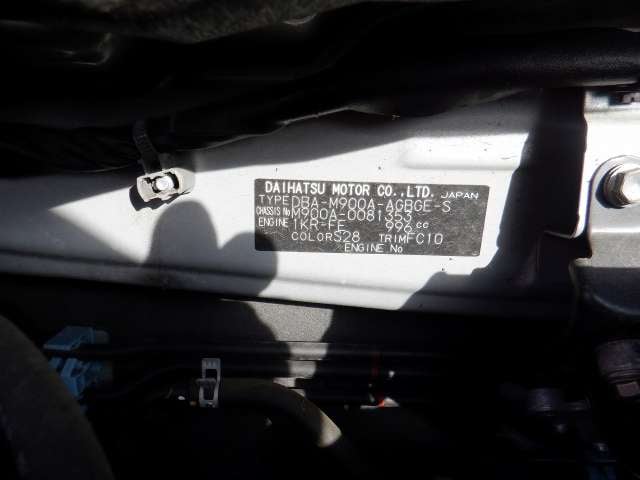 DAIHATSU MOTOR CO.,LTD. JAPAN
TYPE DBA-M900A-AGBGE-S
CHASSIS No M900A-0081353
ENGINE 1KR-FE 996cc
COLOR S28 TRIM FC10
ENGINE No